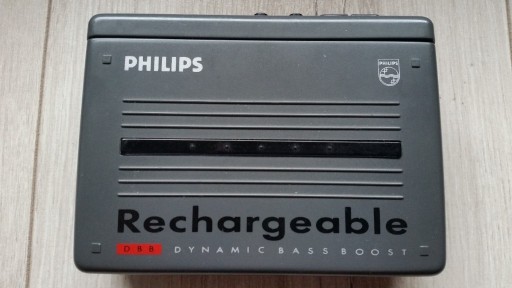 PHILIPS
PHILIPS
Rechargeable
DBB DYNAMIC BASS BOOST